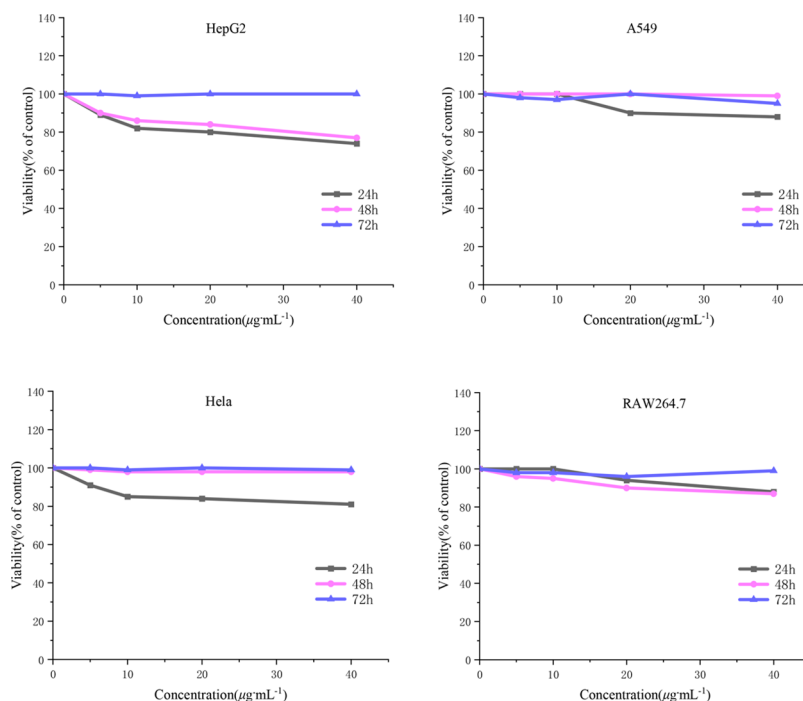 HepG2
140
120
100
80
60
40
20
0
Viability(% of control)
24h
48h
72h
0 10 20 30 40
Concentration(μg·mL⁻¹)
A549
140
120
100
80
60
40
20
0
Viability(% of control)
24h
48h
72h
0 10 20 30 40
Concentration(μg·mL⁻¹)
Hela
140
120
100
80
60
40
20
0
Viability(% of control)
24h
48h
72h
0 10 20 30 40
Concentration(μg·mL⁻¹)
RAW264.7
140
120
100
80
60
40
20
0
Viability(% of control)
24h
48h
72h
0 10 20 30 40
Concentration(μg·mL⁻¹)